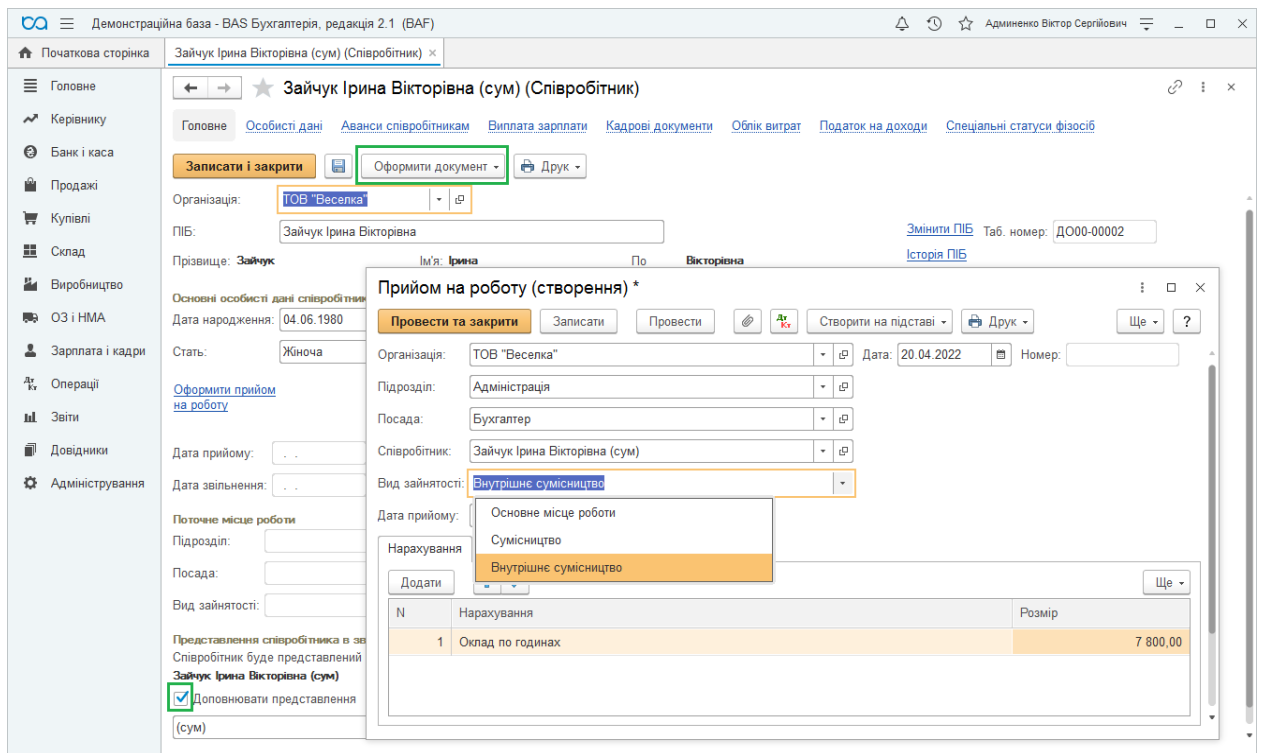 Демонстраційна база - BAS Бухгалтерія, редакція 2.1 (BAF) Админенко Віктор Сергійович
Початкова сторінка Зайчук Ірина Вікторівна (сум) (Співробітник) ×
Головне
Керівнику
Банк і каса
Продажі
Купівлі
Склад
Виробництво
ОЗ і НМА
Зарплата і кадри
Операції
Звіти
Довідники
Адміністрування
Зайчук Ірина Вікторівна (сум) (Співробітник)
Головне Особисті дані Аванси співробітникам Виплата зарплати Кадрові документи Облік витрат Податок на доходи Спеціальні статуси фізосіб
Записати і закрити Оформити документ Друк
Організація: ТОВ "Веселка"
ПІБ: Зайчук Ірина Вікторівна Змінити ПІБ Таб. номер: ДО00-00002
Історія ПІБ
Прізвище: Зайчук Ім'я: Ірина По Вікторівна
Основні особисті дані співробітник
Дата народження: 04.06.1980
Стать: Жіноча
Оформити прийом
на роботу
Дата прийому: . .
Дата звільнення: . .
Поточне місце роботи
Підрозділ:
Посада:
Вид зайнятості:
Представлення співробітника в зв
Співробітник буде представлений
Зайчук Ірина Вікторівна (сум)
Доповнювати представлення
(сум)
Прийом на роботу (створення) *
Провести та закрити Записати Провести Дт Кт Створити на підставі Друк Ще ?
Організація: ТОВ "Веселка" Дата: 20.04.2022 Номер:
Підрозділ: Адміністрація
Посада: Бухгалтер
Співробітник: Зайчук Ірина Вікторівна (сум)
Вид зайнятості: Внутрішнє сумісництво
Дата прийому:
Основне місце роботи
Сумісництво
Внутрішнє сумісництво
Нарахування
Додати Ще
N Нарахування Розмір
1 Оклад по годинах 7 800,00